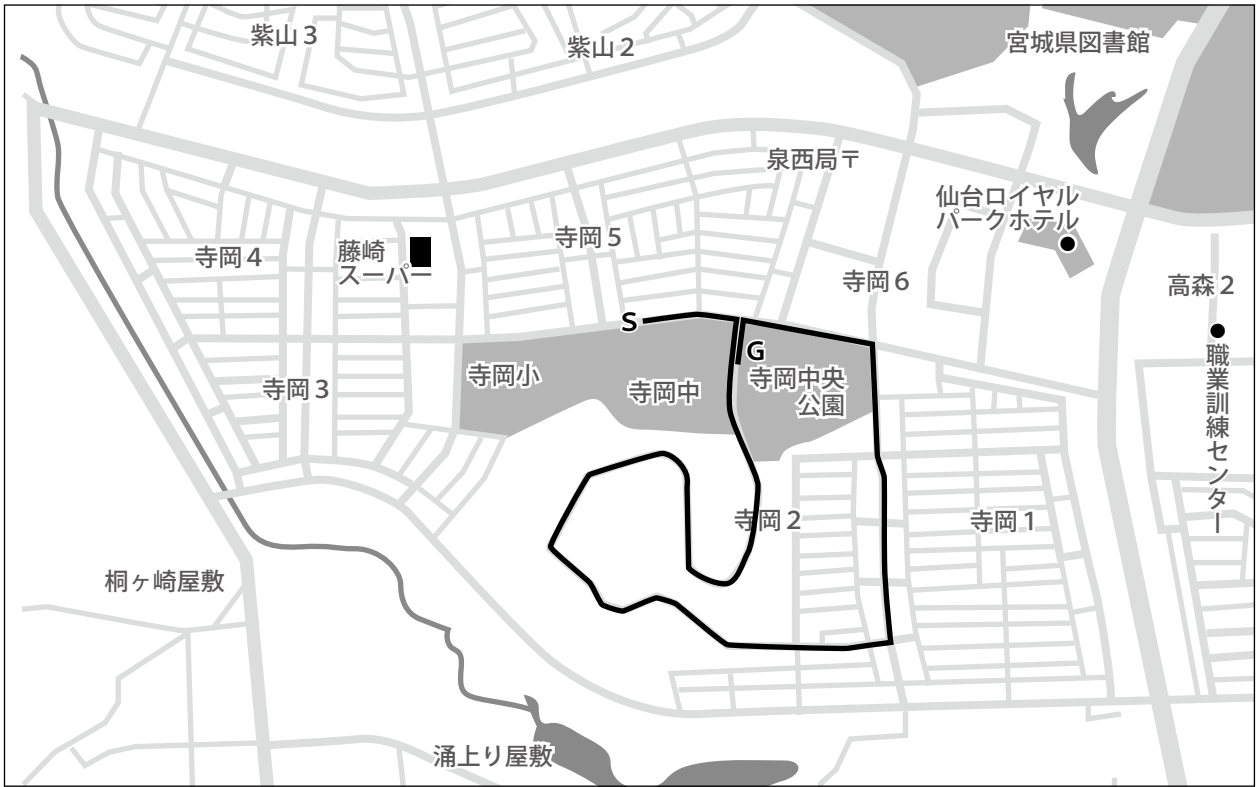 紫山3
紫山2
宮城県図書館
泉西局〒
仙台ロイヤル
パークホテル
寺岡5
寺岡4
藤崎
スーパー
寺岡6
高森2
S
G
職業訓練センター
寺岡小
寺岡中
寺岡中央
公園
寺岡3
寺岡2
寺岡1
桐ヶ崎屋敷
涌上り屋敷